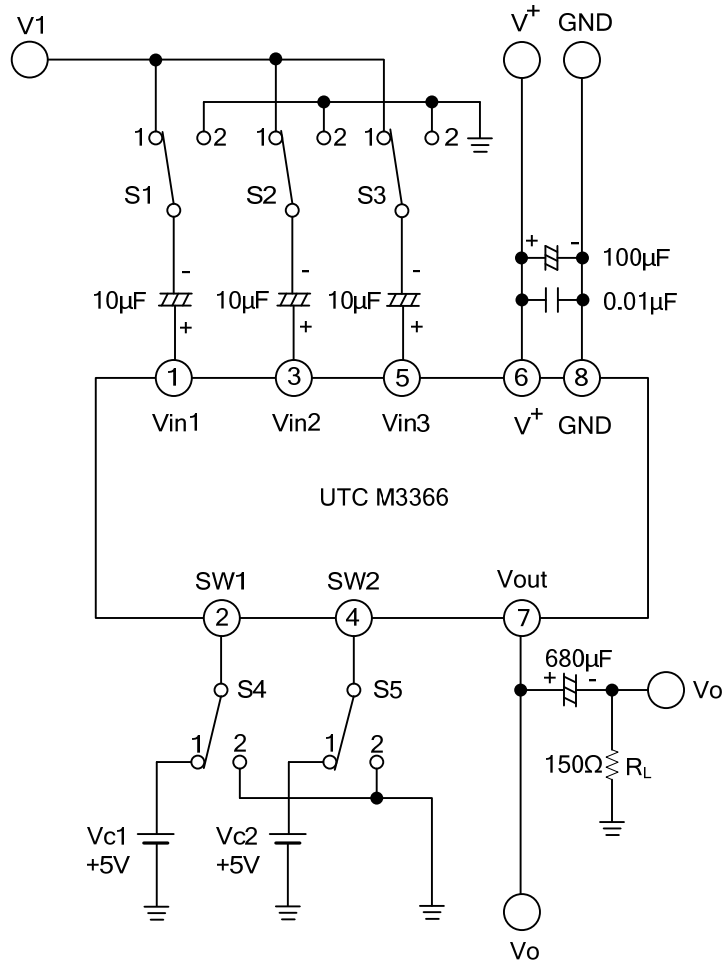 V1
V+ GND
1 2 1 2 1 2
S1 S2 S3
- - -
10µF 10µF 10µF
+ + +
+ -
100µF
0.01µF
1 3 5 6 8
Vin1 Vin2 Vin3 V+ GND
UTC M3366
SW1 SW2 Vout
2 4 7
680µF
+ -
S4 S5 Vo
1 2 1 2
150Ω RL
Vc1 Vc2
+5V +5V
Vo